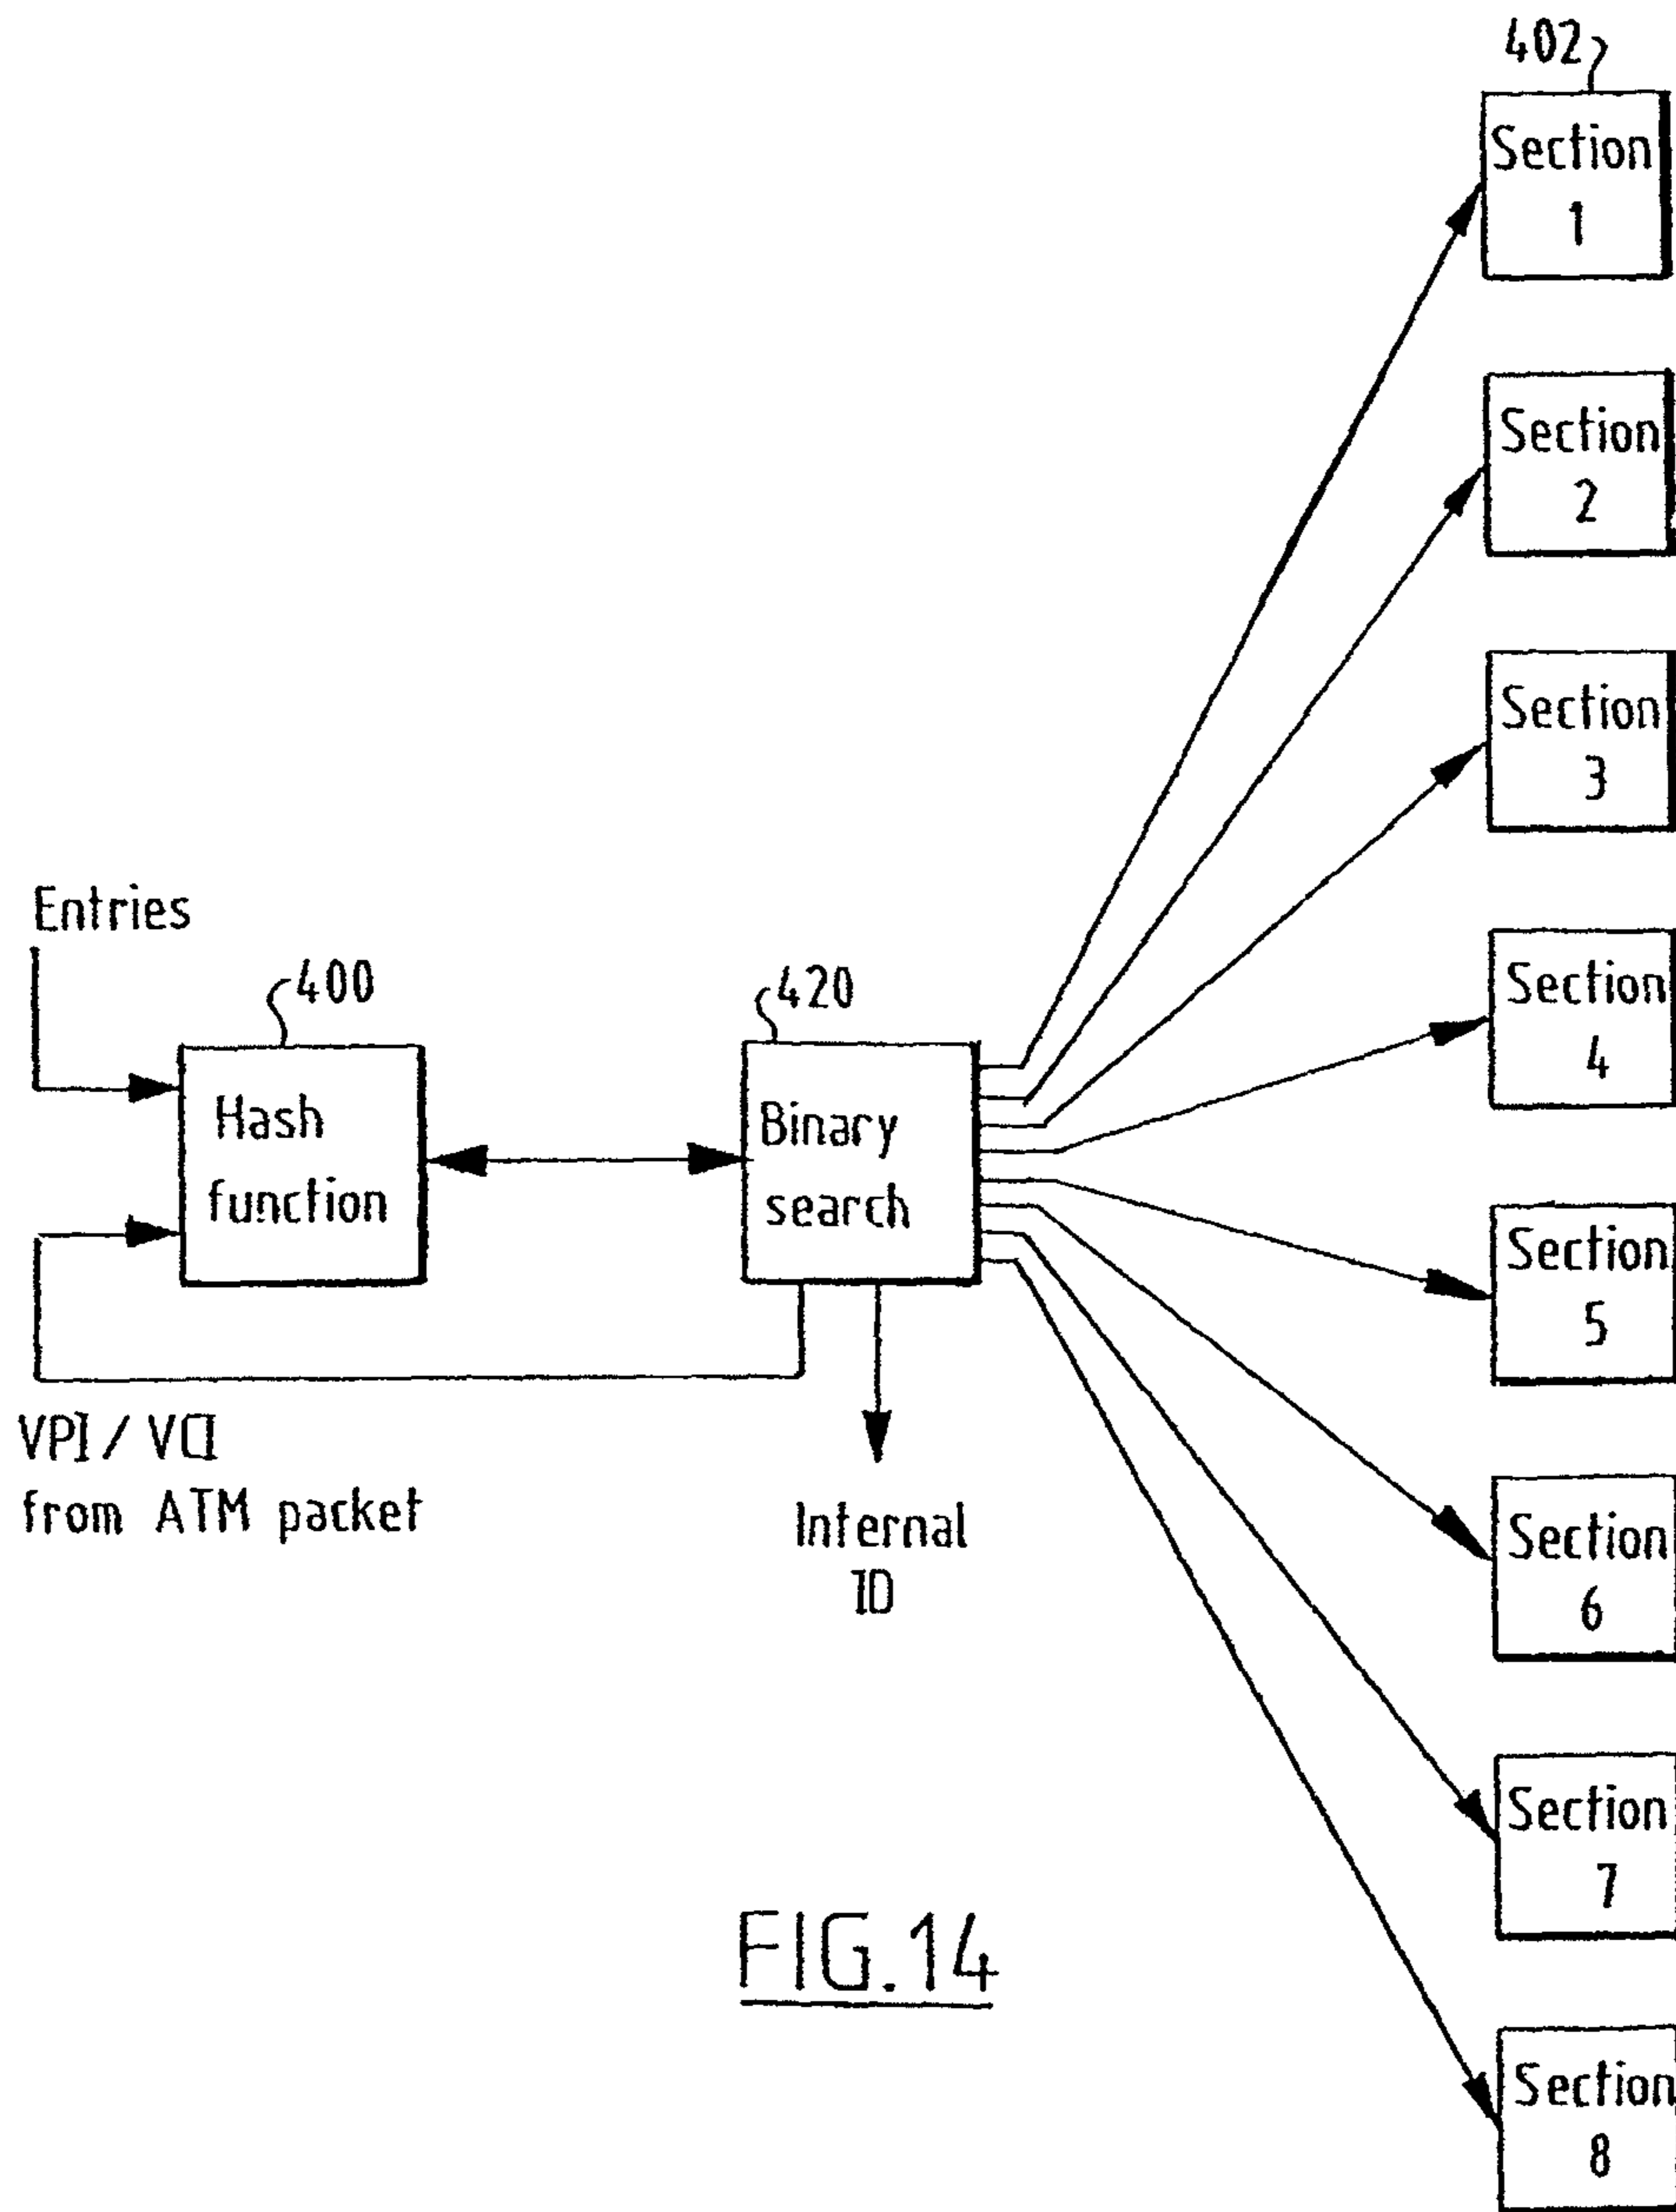 402
Section
1
Section
2
Section
3
Entries
400
420
Section
4
Hash
function
Binary
search
Section
5
VPI / VCI
from ATM packet
Internal
ID
Section
6
Section
7
FIG.14
Section
8